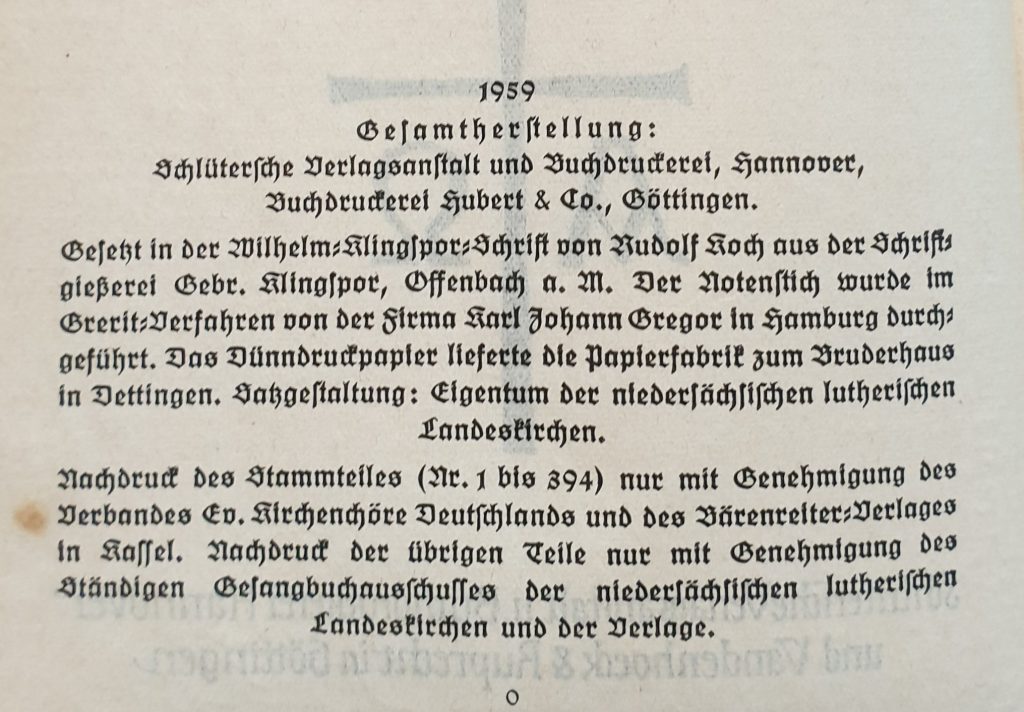 1959
Gesamtherstellung:
Schlütersche Verlagsanstalt und Buchdruckerei, Hannover,
Buchdruckerei Hubert & Co., Göttingen.
Gesetzt in der Wilhelm-Klingspor-Schrift von Rudolf Koch aus der Schrift-
gießerei Gebr. Klingspor, Offenbach a. M. Der Notenstich wurde im
Grerit-Verfahren von der Firma Karl Johann Gregor in Hamburg durch-
geführt. Das Dünndruckpapier lieferte die Papierfabrik zum Bruderhaus
in Dettingen. Satzgestaltung: Eigentum der niedersächsischen lutherischen
Landeskirchen.
Nachdruck des Stammteiles (Nr. 1 bis 394) nur mit Genehmigung des
Verbandes Ev. Kirchenchöre Deutschlands und des Bärenreiter-Verlages
in Kassel. Nachdruck der übrigen Teile nur mit Genehmigung des
Ständigen Gesangbuchausschusses der niedersächsischen lutherischen
Landeskirchen und der Verlage.
und Vandenhoeck & Ruprecht in Göttingen
O